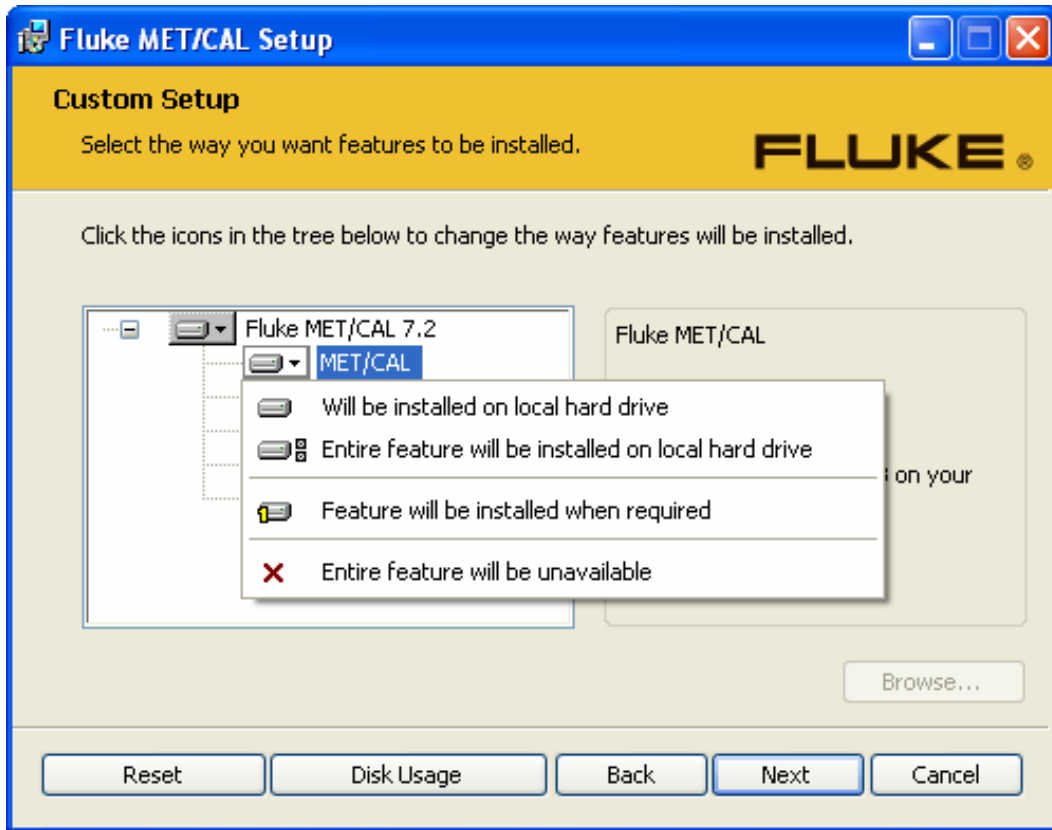 Fluke MET/CAL Setup
Custom Setup
Select the way you want features to be installed.
FLUKE ®
Click the icons in the tree below to change the way features will be installed.
Fluke MET/CAL 7.2
MET/CAL
Fluke MET/CAL
Will be installed on local hard drive
Entire feature will be installed on local hard drive
on your
Feature will be installed when required
Entire feature will be unavailable
Browse...
Reset
Disk Usage
Back
Next
Cancel